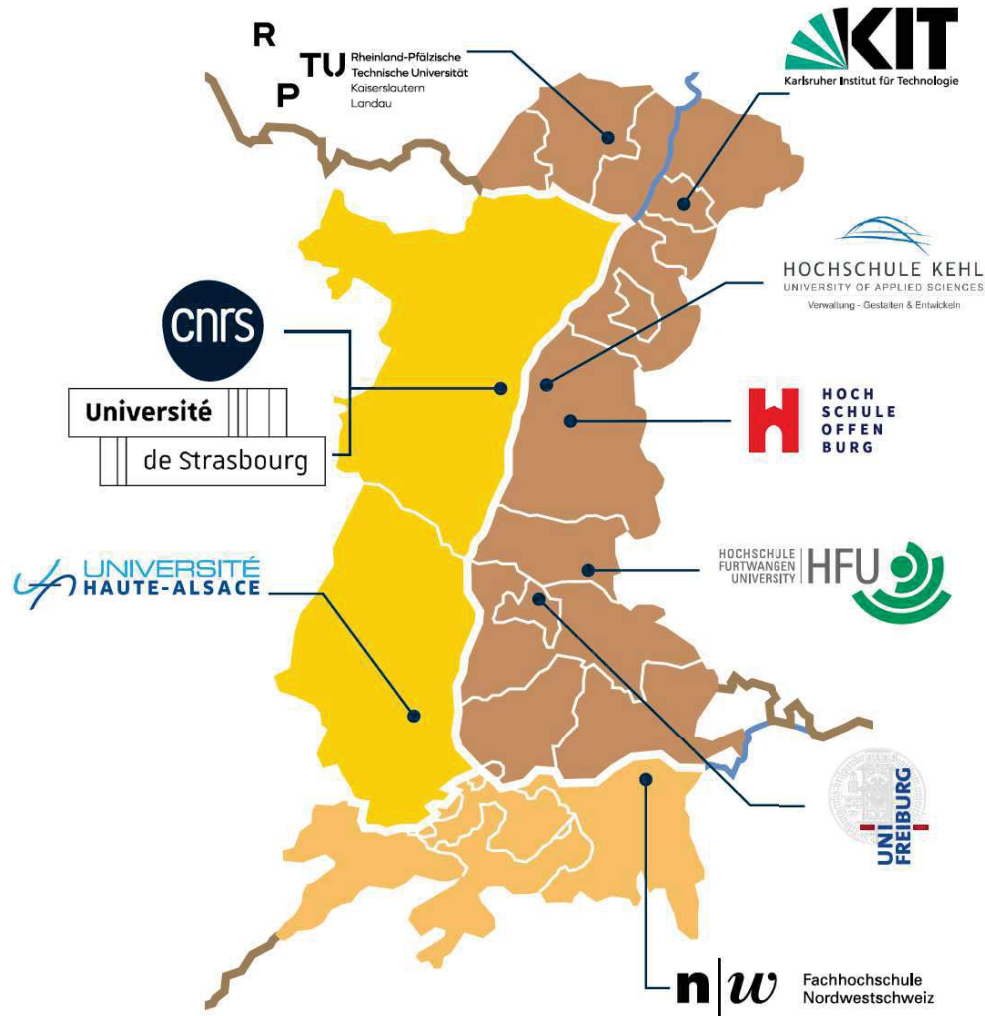 R
TU
P
Rheinland-Pfälzische
Technische Universität
Kaiserslautern
Landau
KIT
Karlsruher Institut für Technologie
HOCHSCHULE KEHL
UNIVERSITY OF APPLIED SCIENCES
Verwaltung - Gestalten & Entwickeln
cnrs
Université
de Strasbourg
HOCH
SCHULE
OFFEN
BURG
UNIVERSITÉ
HAUTE-ALSACE
HOCHSCHULE
FURTWANGEN
UNIVERSITY
HFU
UNI
FREIBURG
n|w
Fachhochschule
Nordwestschweiz